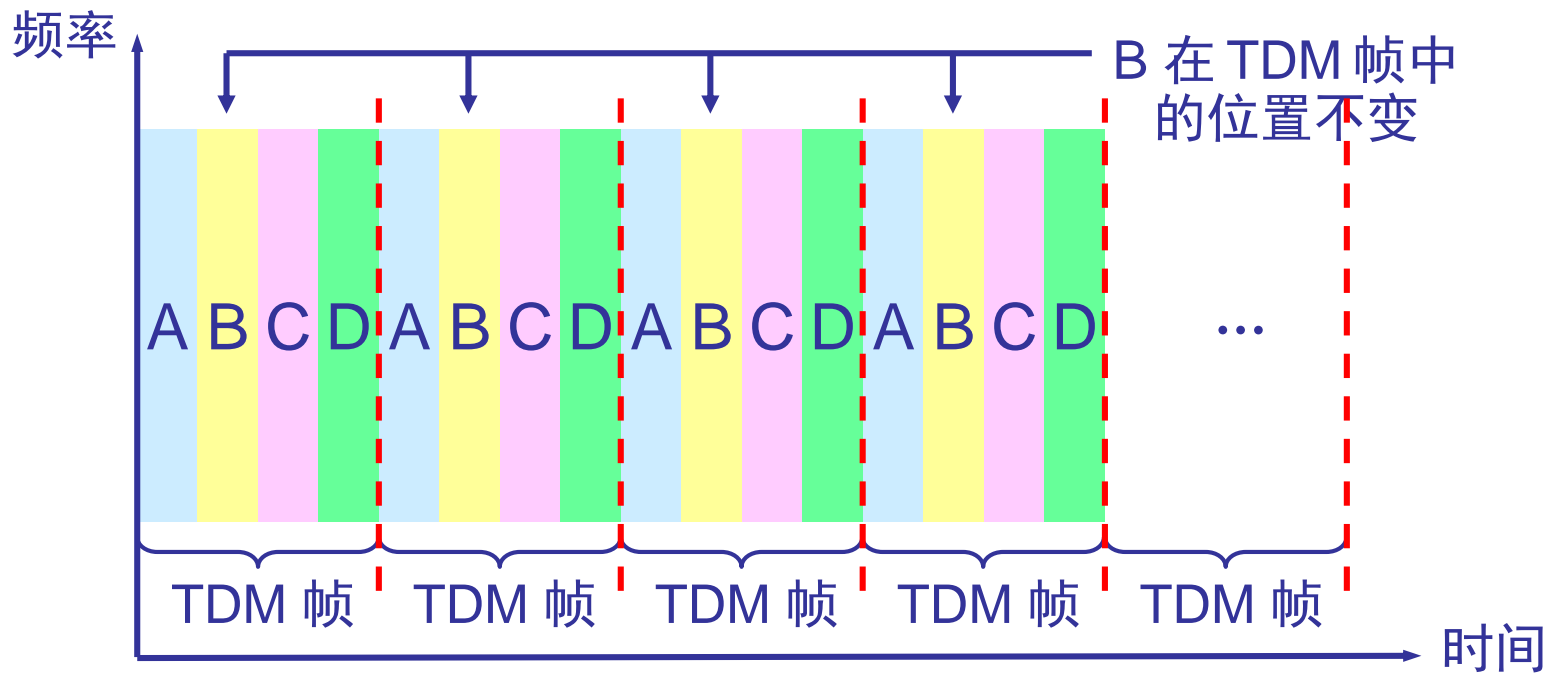 频率
B 在 TDM 帧中
的位置不变
A B C D A B C D A B C D A B C D ...
TDM 帧 TDM 帧 TDM 帧 TDM 帧 TDM 帧
时间